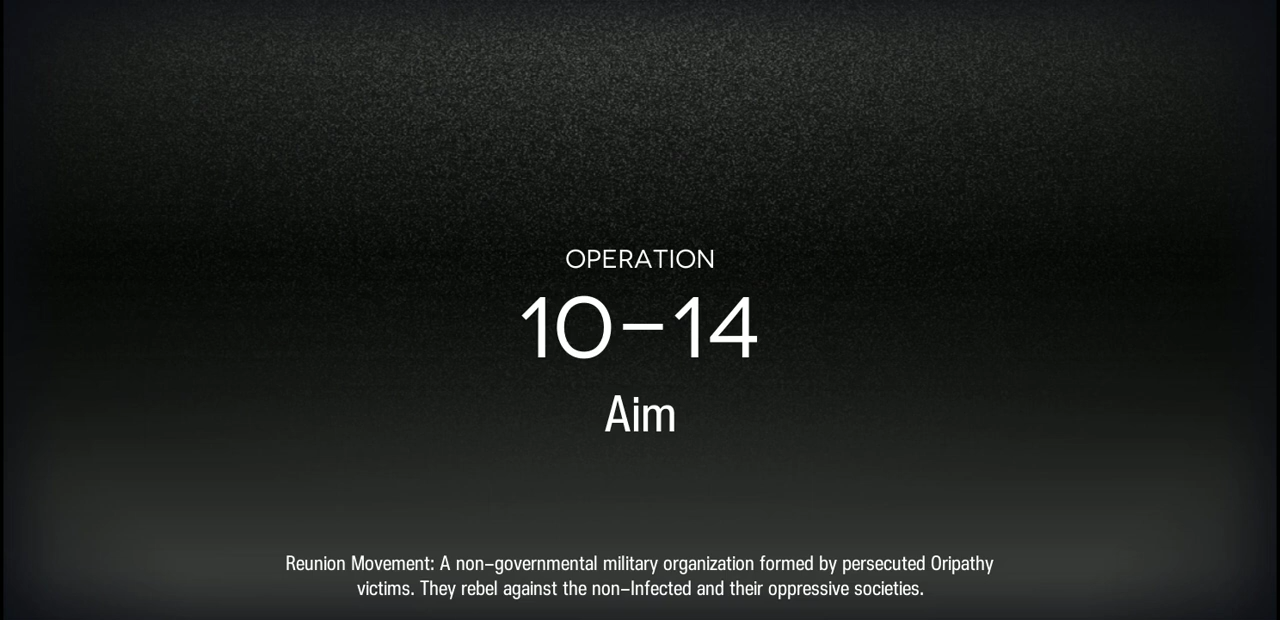 OPERATION
10-14
Aim
Reunion Movement: A non-governmental military organization formed by persecuted Oripathy
victims. They rebel against the non-Infected and their oppressive societies.